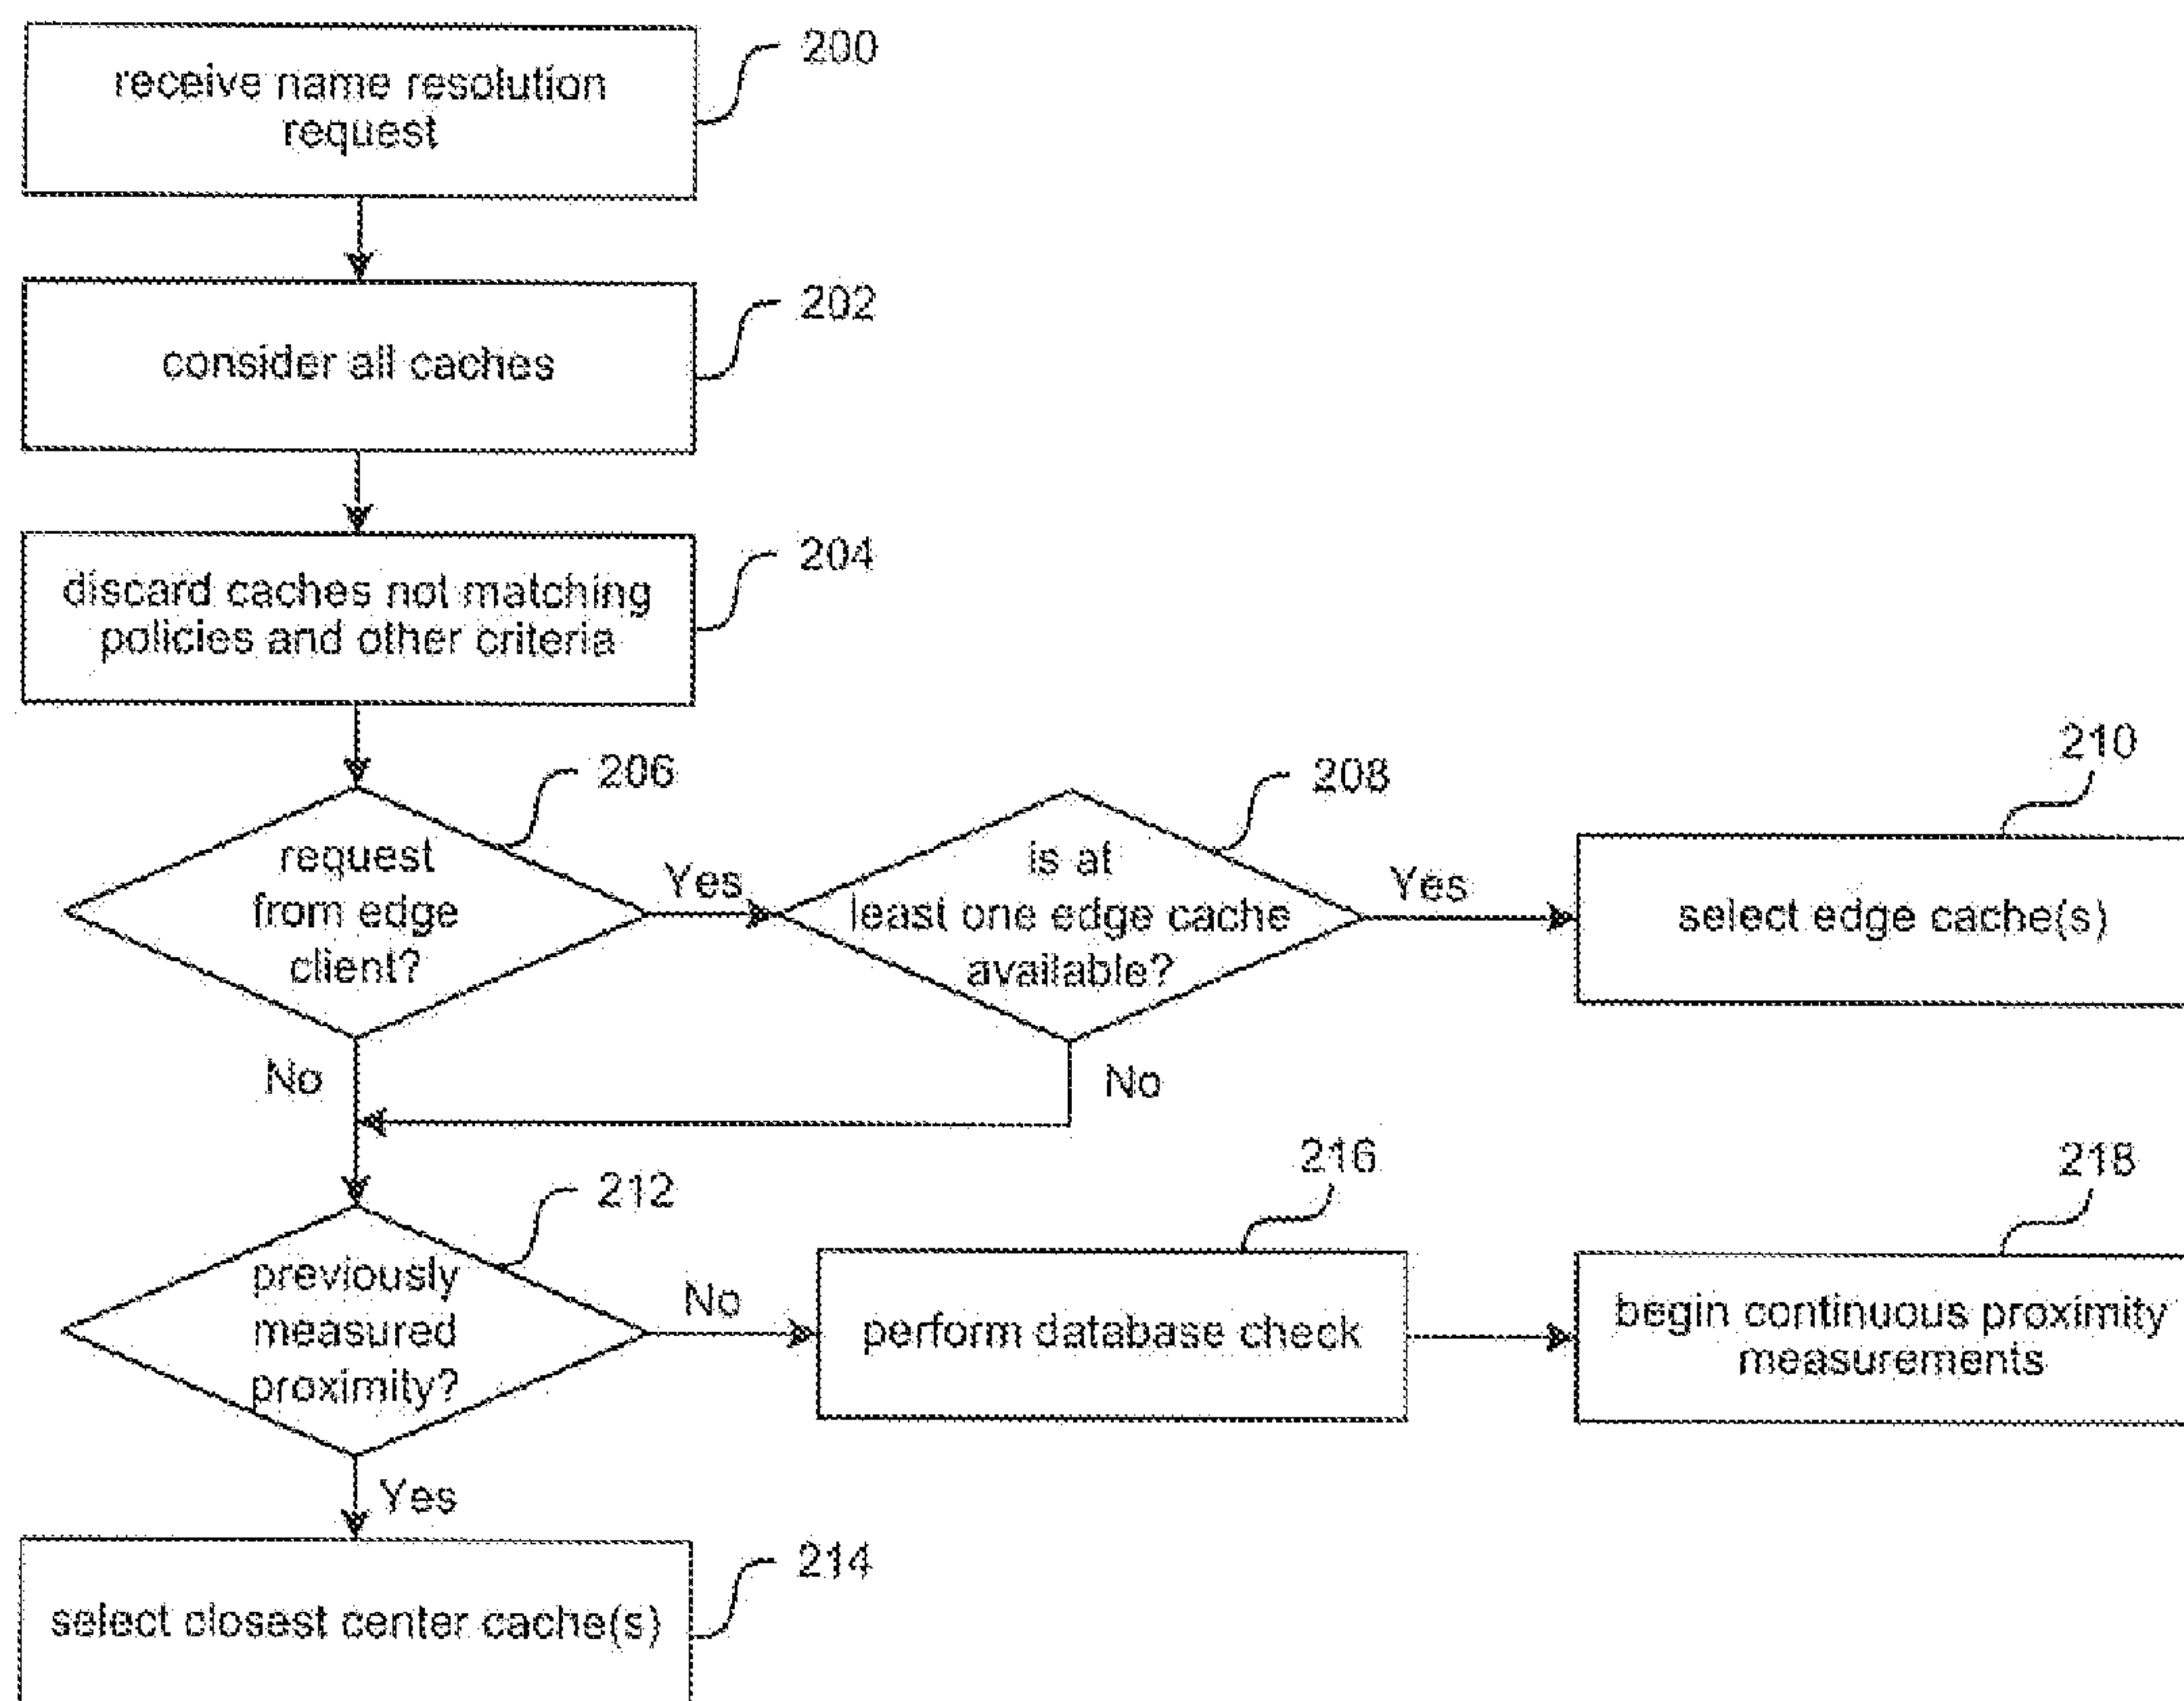 200
receive name resolution
request
202
consider all caches
204
discard caches not matching
policies and other criteria
206
request
from edge
client?
Yes
208
is at
least one edge cache
available?
Yes
210
select edge cache(s)
No
No
212
previously
measured
proximity?
No
216
perform database check
218
begin continuous proximity
measurements
Yes
214
select closest center cache(s)